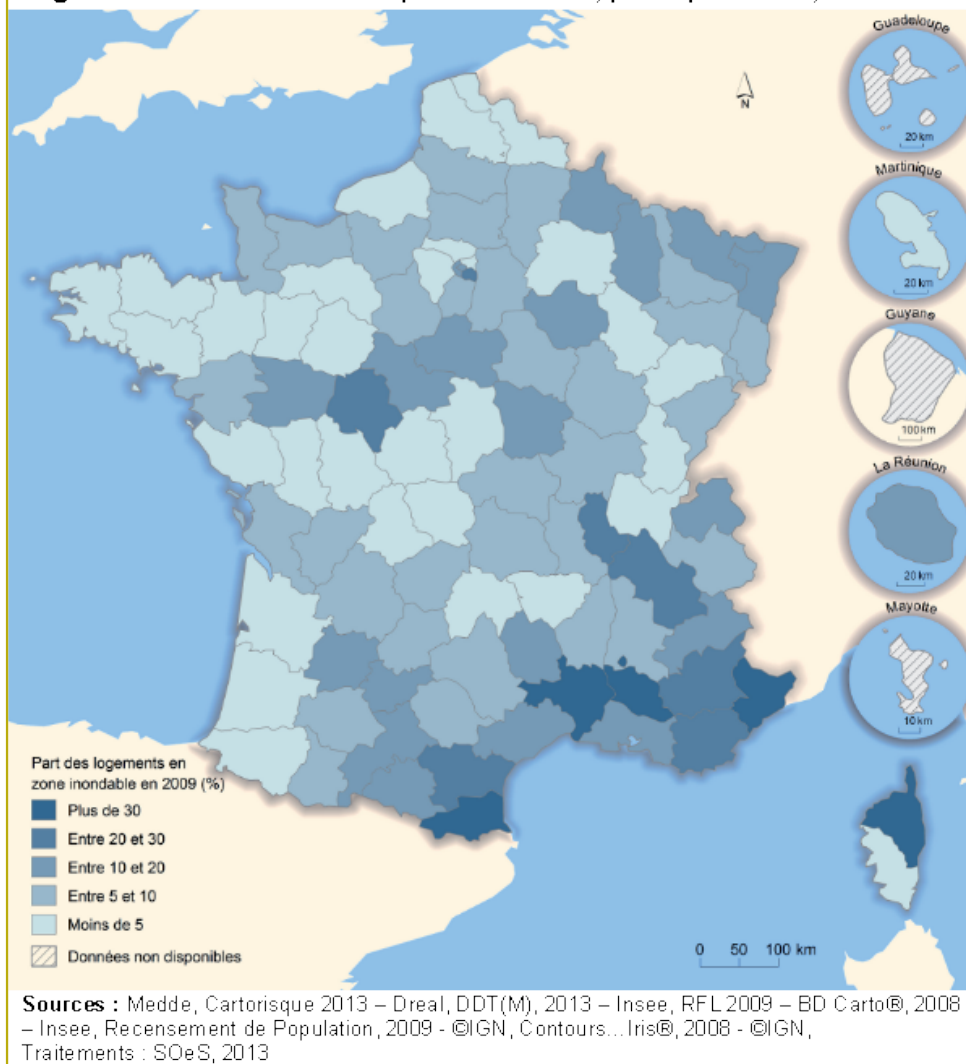 Guadeloupe
N
20 km
Martinique
20 km
Guyane
100 km
La Réunion
20 km
Mayotte
10 km
Part des logements en
zone inondable en 2009 (%)
Plus de 30
Entre 20 et 30
Entre 10 et 20
Entre 5 et 10
Moins de 5
Données non disponibles
0 50 100 km
Sources : Medde, Cartorisque 2013 – Dreal, DDT(M), 2013 – Insee, RFL 2009 – BD Carto®, 2008
– Insee, Recensement de Population, 2009 - ©IGN, Contours... Iris®, 2008 - ©IGN,
Traitements : SOeS, 2013